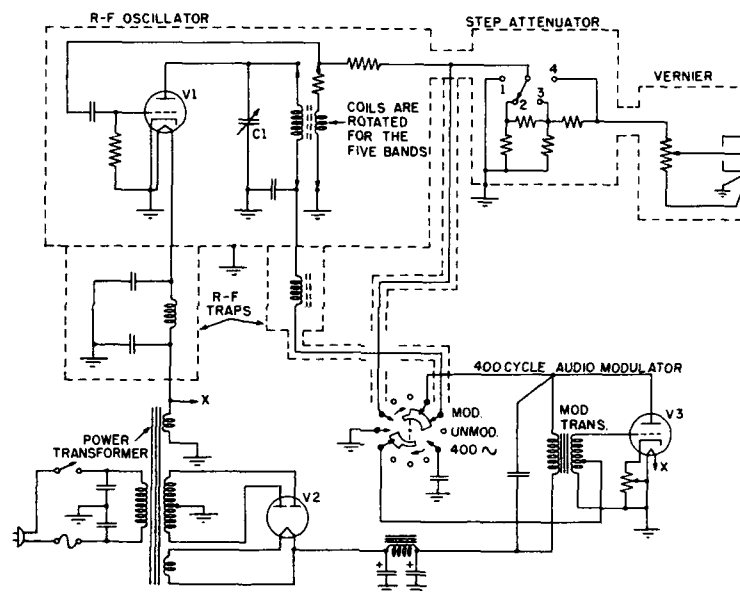 R-F OSCILLATOR
STEP ATTENUATOR
VERNIER
V1
C1
COILS ARE
ROTATED
FOR THE
FIVE BANDS
1
2
3
4
R-F
TRAPS
X
400 CYCLE AUDIO MODULATOR
POWER
TRANSFORMER
MOD.
UNMOD.
400 ~
MOD
TRANS.
V3
X
V2
+
+